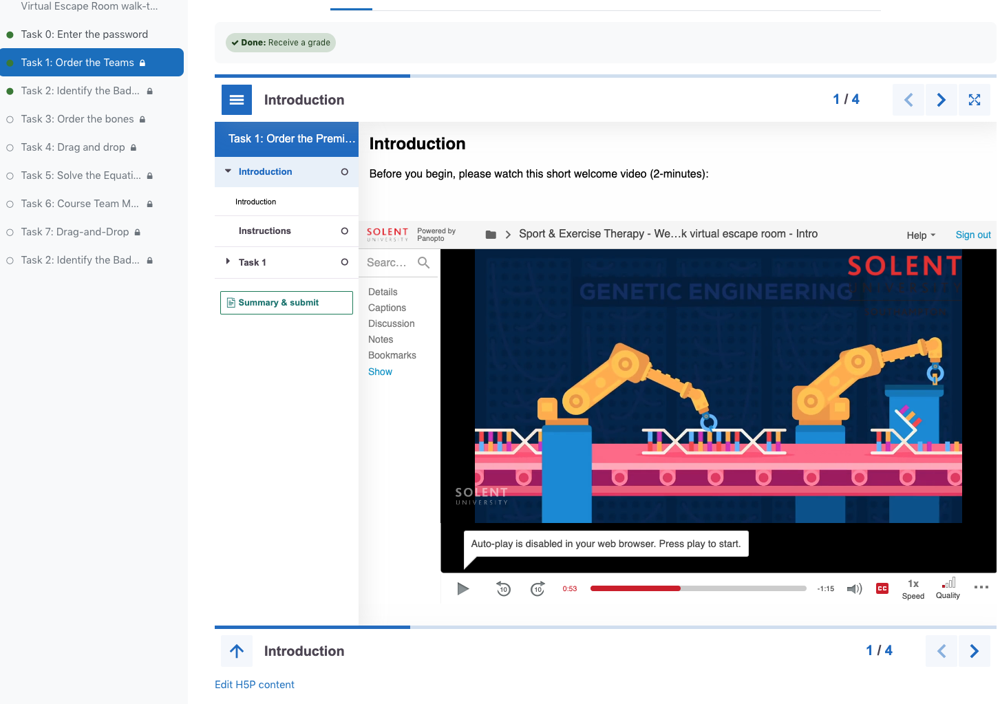 Virtual Escape Room walk-t...
Task 0: Enter the password
Task 1: Order the Teams
Task 2: Identify the Bad...
Task 3: Order the bones
Task 4: Drag and drop
Task 5: Solve the Equati...
Task 6: Course Team M...
Task 7: Drag-and-Drop
Task 2: Identify the Bad...
Done: Receive a grade
Introduction
1 / 4
Task 1: Order the Premi...
Introduction
Introduction
Instructions
Task 1
Summary & submit
Introduction
Before you begin, please watch this short welcome video (2-minutes):
SOLENT
UNIVERSITY
Powered by
Panopto
Sport & Exercise Therapy - We...k virtual escape room - Intro
Help
Sign out
Searc...
Details
Captions
Discussion
Notes
Bookmarks
Show
SOLENT
UNIVERSITY
GENETIC ENGINEERING
SOLENT
UNIVERSITY
Auto-play is disabled in your web browser. Press play to start.
10
10
0:53
-1:15
CC
1x
Speed
Quality
Introduction
1 / 4
Edit H5P content